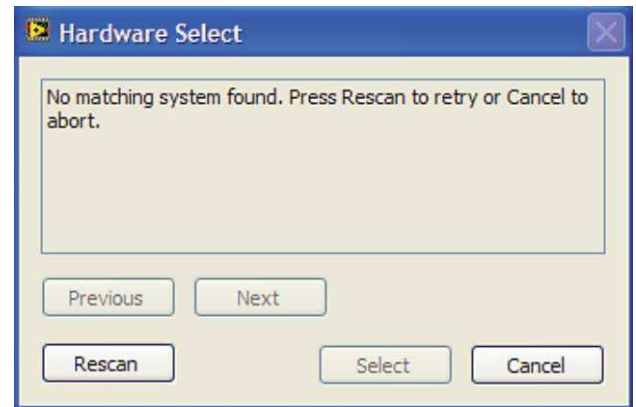 Hardware Select
No matching system found. Press Rescan to retry or Cancel to
abort.
Previous
Next
Rescan
Select
Cancel